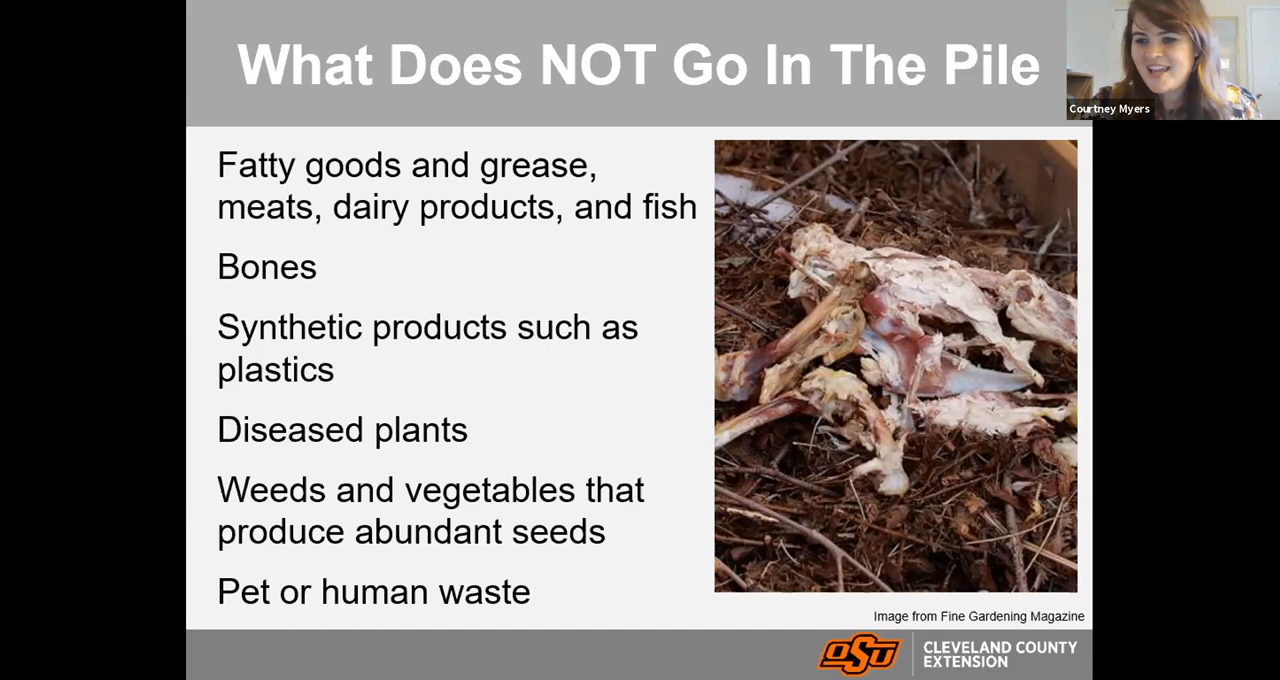 What Does NOT Go In The Pile
Courtney Myers
Fatty goods and grease,
meats, dairy products, and fish
Bones
Synthetic products such as
plastics
Diseased plants
Weeds and vegetables that
produce abundant seeds
Pet or human waste
Image from Fine Gardening Magazine
OSU
CLEVELAND COUNTY
EXTENSION